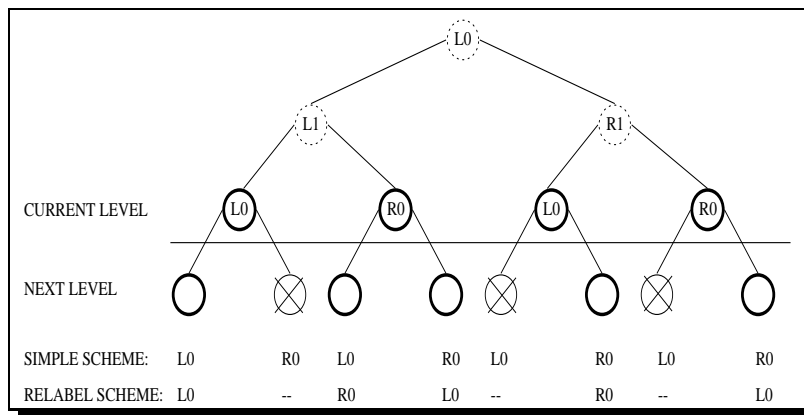 L0
L1 R1
CURRENT LEVEL L0 R0 L0 R0
NEXT LEVEL
SIMPLE SCHEME: L0 R0 L0 R0 L0 R0 L0 R0
RELABEL SCHEME: L0 -- R0 L0 -- R0 -- L0